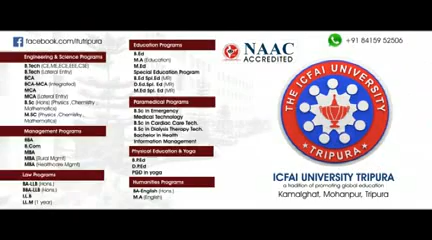 facebook.com/itutripura
Engineering & Science Programs
B.Tech (CE,ME,ECE,EEE,CSE)
B.Tech (Lateral Entry)
BCA
BCA-MCA (Integrated)
MCA
MCA (Lateral Entry)
B.Sc (Hons) (Physics ,Chemistry ,
Mathematics)
M.SC (Physics ,Chemistry ,
Mathematics)
Management Programs
BBA
B.Com
MBA
MBA (Rural Mgmt)
MBA (Healthcare Mgmt)
Law Programs
BA-LLB (Hons.)
BBA-LLB (Hons.)
LL.B
LL.M (1 year)
Education Programs
B.Ed
M.A (Education)
M.Ed
Special Education Program
B.Ed Spl.Ed (MR)
D.Ed.Spl. Ed (MR)
M.Ed Spl. Ed (MR)
Paramedical Programs
B.Sc in Emergency
Medical Technology
B.Sc in Cardiac Care Tech.
B.Sc in Dialysis Therapy Tech.
Bachelor in Health
Information Management
Physical Education & Yoga
B.P.Ed
D.P.Ed
PGD in yoga
Humanities Programs
BA-English (Hons.)
M.A (English)
NAAC
ACCREDITED
+91 84159 52506
THE ICFAI UNIVERSITY
TRIPURA
ICFAI UNIVERSITY TRIPURA
a tradition of promoting global education
Kamalghat, Mohanpur, Tripura